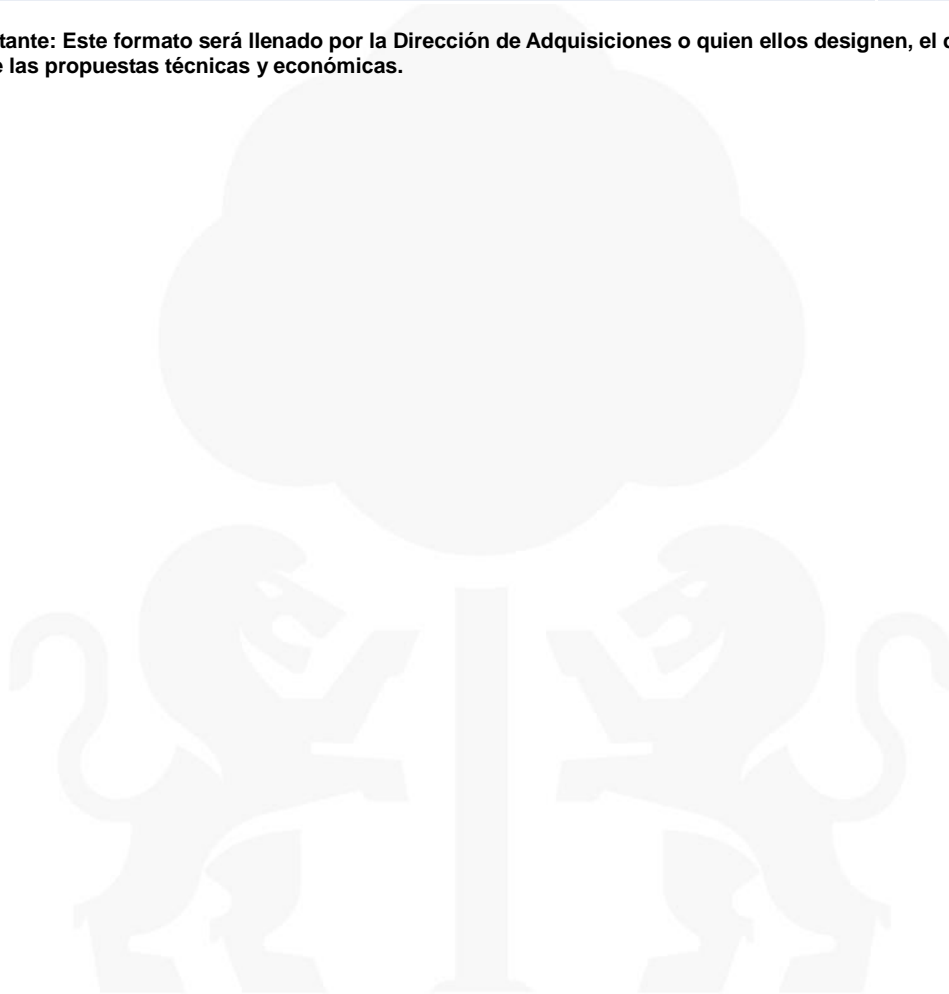 tante: Este formato será llenado por la Dirección de Adquisiciones o quien ellos designen, el
e las propuestas técnicas y económicas.